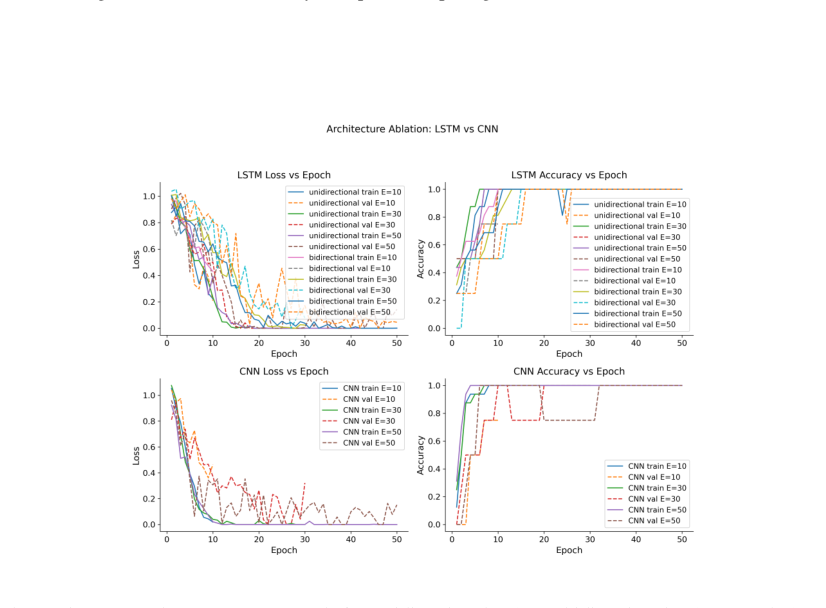 Architecture Ablation: LSTM vs CNN
LSTM Loss vs Epoch
Loss
1.0
0.8
0.6
0.4
0.2
0.0
unidirectional train E=10
unidirectional val E=10
unidirectional train E=30
unidirectional val E=30
unidirectional train E=50
unidirectional val E=50
bidirectional train E=10
bidirectional val E=10
bidirectional train E=30
bidirectional val E=30
bidirectional train E=50
bidirectional val E=50
0 10 20 30 40 50
Epoch
LSTM Accuracy vs Epoch
Accuracy
1.0
0.8
0.6
0.4
0.2
0.0
unidirectional train E=10
unidirectional val E=10
unidirectional train E=30
unidirectional val E=30
unidirectional train E=50
unidirectional val E=50
bidirectional train E=10
bidirectional val E=10
bidirectional train E=30
bidirectional val E=30
bidirectional train E=50
bidirectional val E=50
0 10 20 30 40 50
Epoch
CNN Loss vs Epoch
Loss
1.0
0.8
0.6
0.4
0.2
0.0
CNN train E=10
CNN val E=10
CNN train E=30
CNN val E=30
CNN train E=50
CNN val E=50
0 10 20 30 40 50
Epoch
CNN Accuracy vs Epoch
Accuracy
1.0
0.8
0.6
0.4
0.2
0.0
CNN train E=10
CNN val E=10
CNN train E=30
CNN val E=30
CNN train E=50
CNN val E=50
0 10 20 30 40 50
Epoch